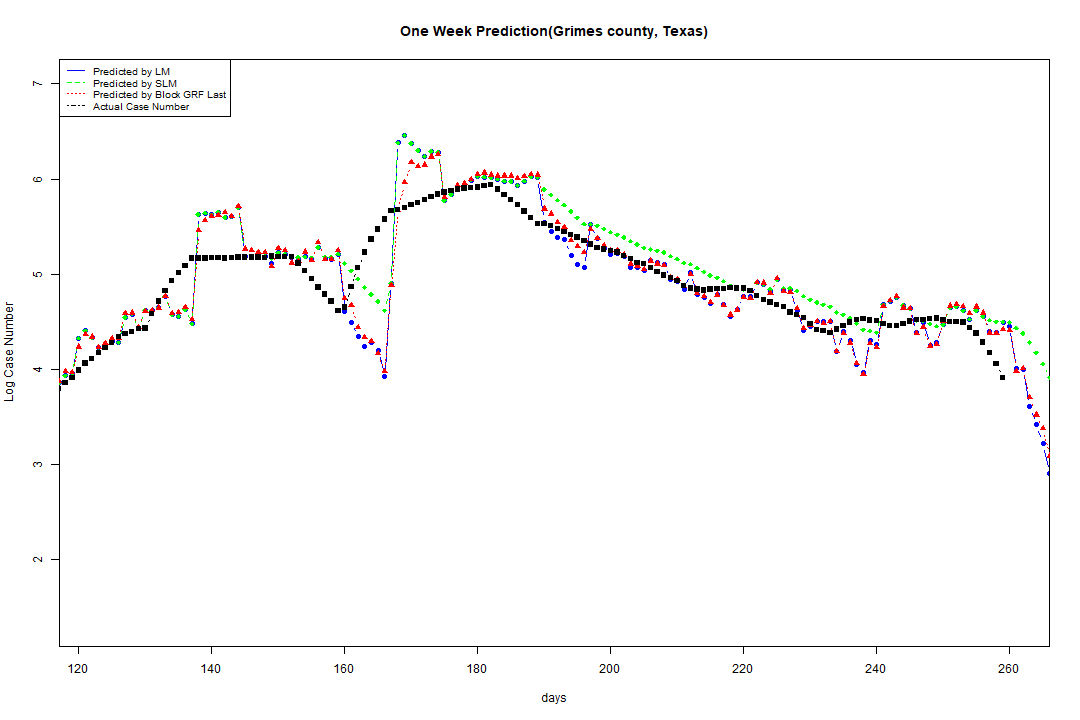 One Week Prediction(Grimes county, Texas)
Predicted by LM
Predicted by SLM
Predicted by Block GRF Last
Actual Case Number
7
6
5
4
3
2
Log Case Number
120 140 160 180 200 220 240 260
days